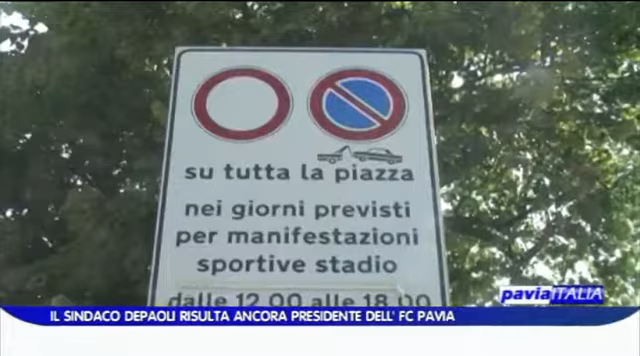 su tutta la piazza
nei giorni previsti
per manifestazioni
sportive stadio
dalle 12.00 alle 18.00
paviaITALIA
IL SINDACO DEPAOLI RISULTA ANCORA PRESIDENTE DELL' FC PAVIA